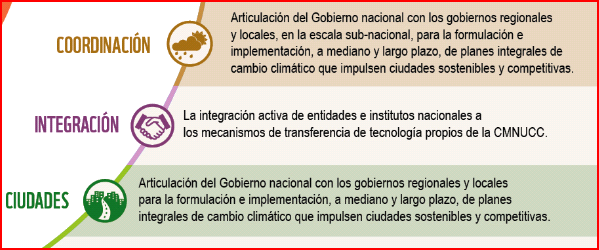 COORDINACIÓN
Articulación del Gobierno nacional con los gobiernos regionales
y locales, en la escala sub-nacional, para la formulación e
implementación, a mediano y largo plazo, de planes integrales de
cambio climático que impulsen ciudades sostenibles y competitivas.
INTEGRACIÓN
La integración activa de entidades e institutos nacionales a
los mecanismos de transferencia de tecnología propios de la CMNUCC.
CIUDADES
Articulación del Gobierno nacional con los gobiernos regionales y locales
para la formulación e implementación, a mediano y largo plazo, de planes
integrales de cambio climático que impulsen ciudades sostenibles y competitivas.